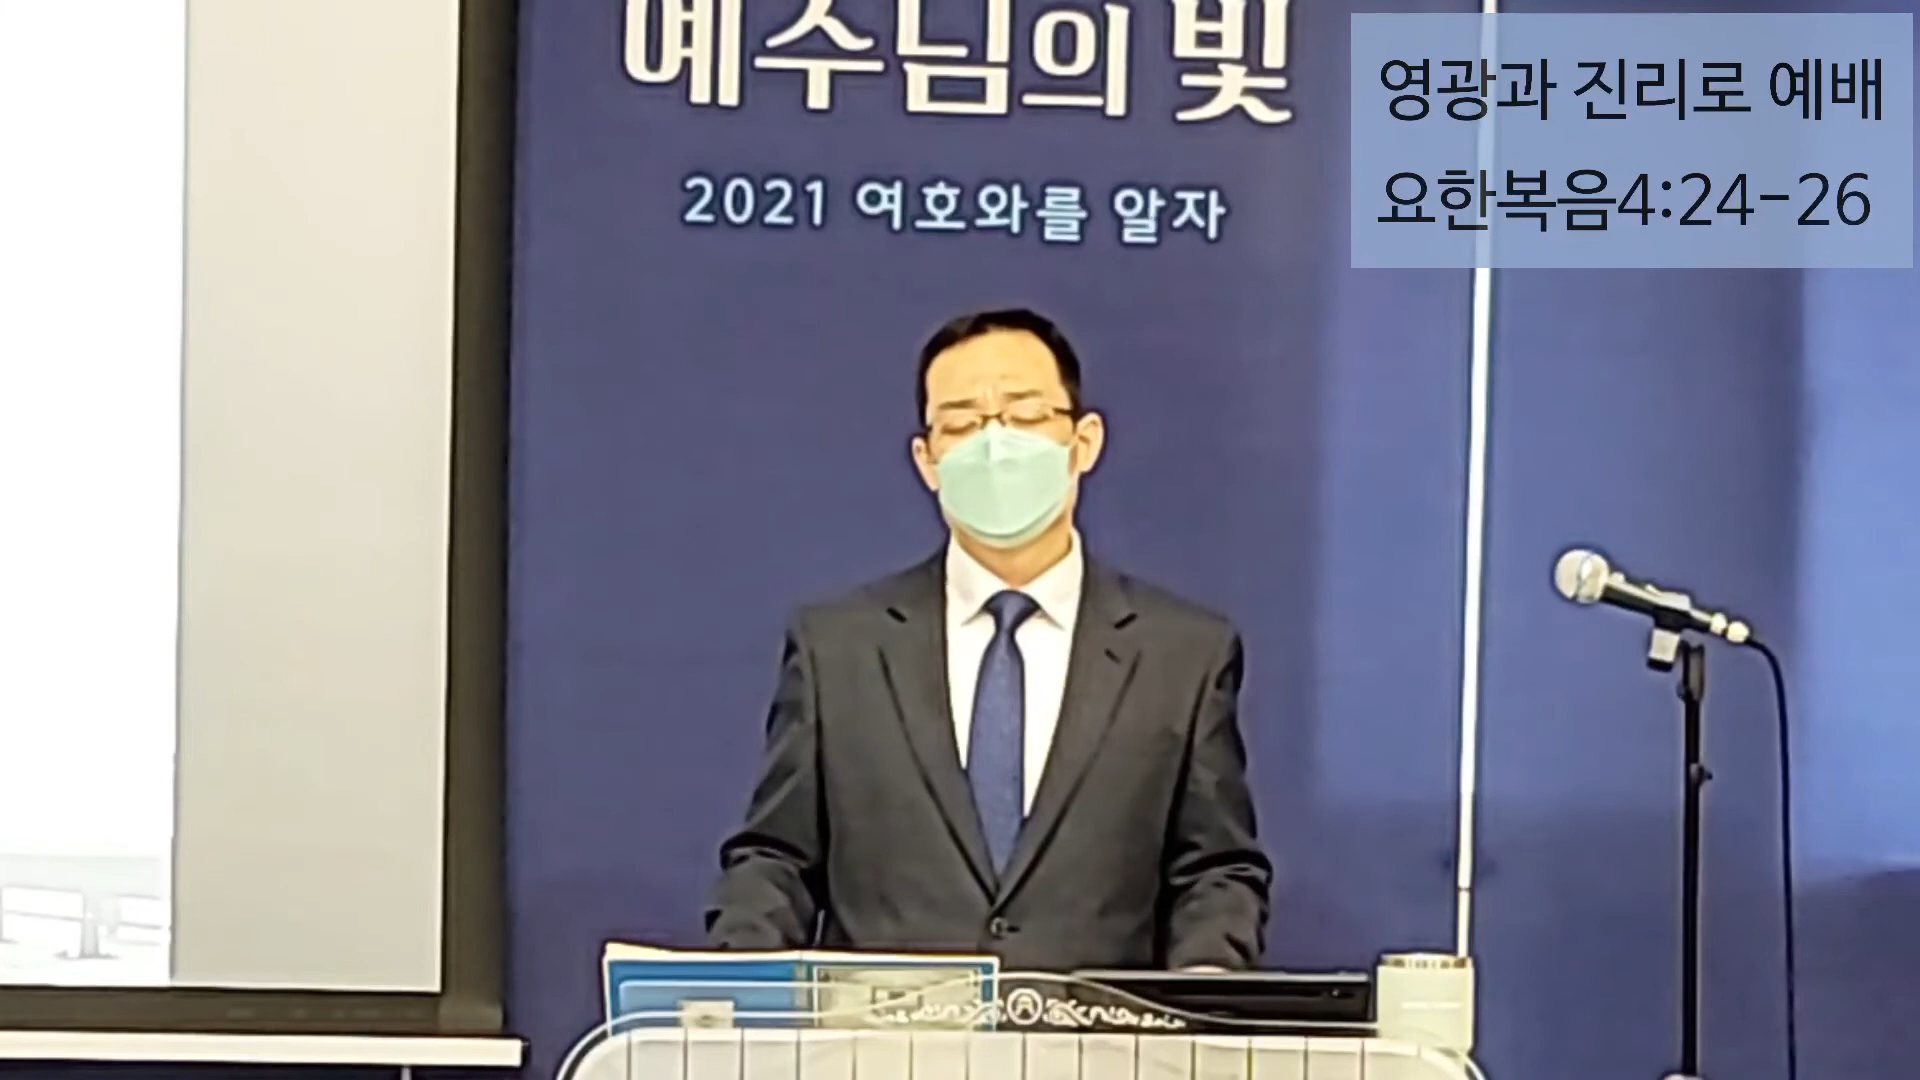 예수님의 빛
2021 여호와를 알자
영광과 진리로 예배
요한복음4:24-26